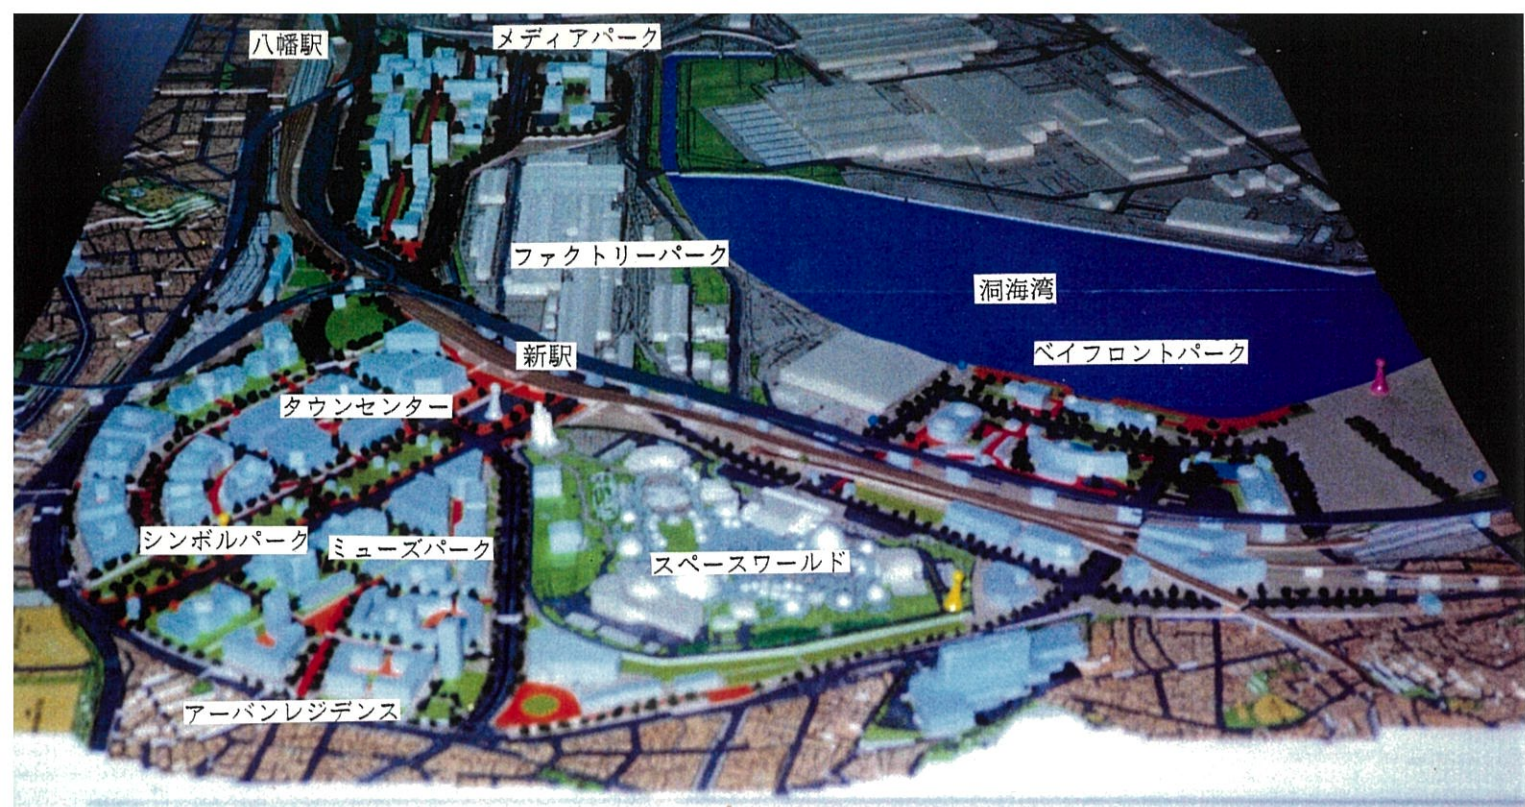 八幡駅
メディアパーク
ファクトリーパーク
洞海湾
新駅
ベイフロントパーク
タウンセンター
シンボルパーク
ミューズパーク
スペースワールド
アーバンレジデンス